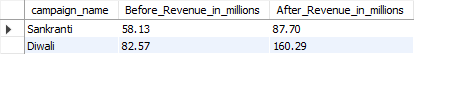 campaign_name Before_Revenue_in_millions After_Revenue_in_millions
Sankranti 58.13 87.70
Diwali 82.57 160.29